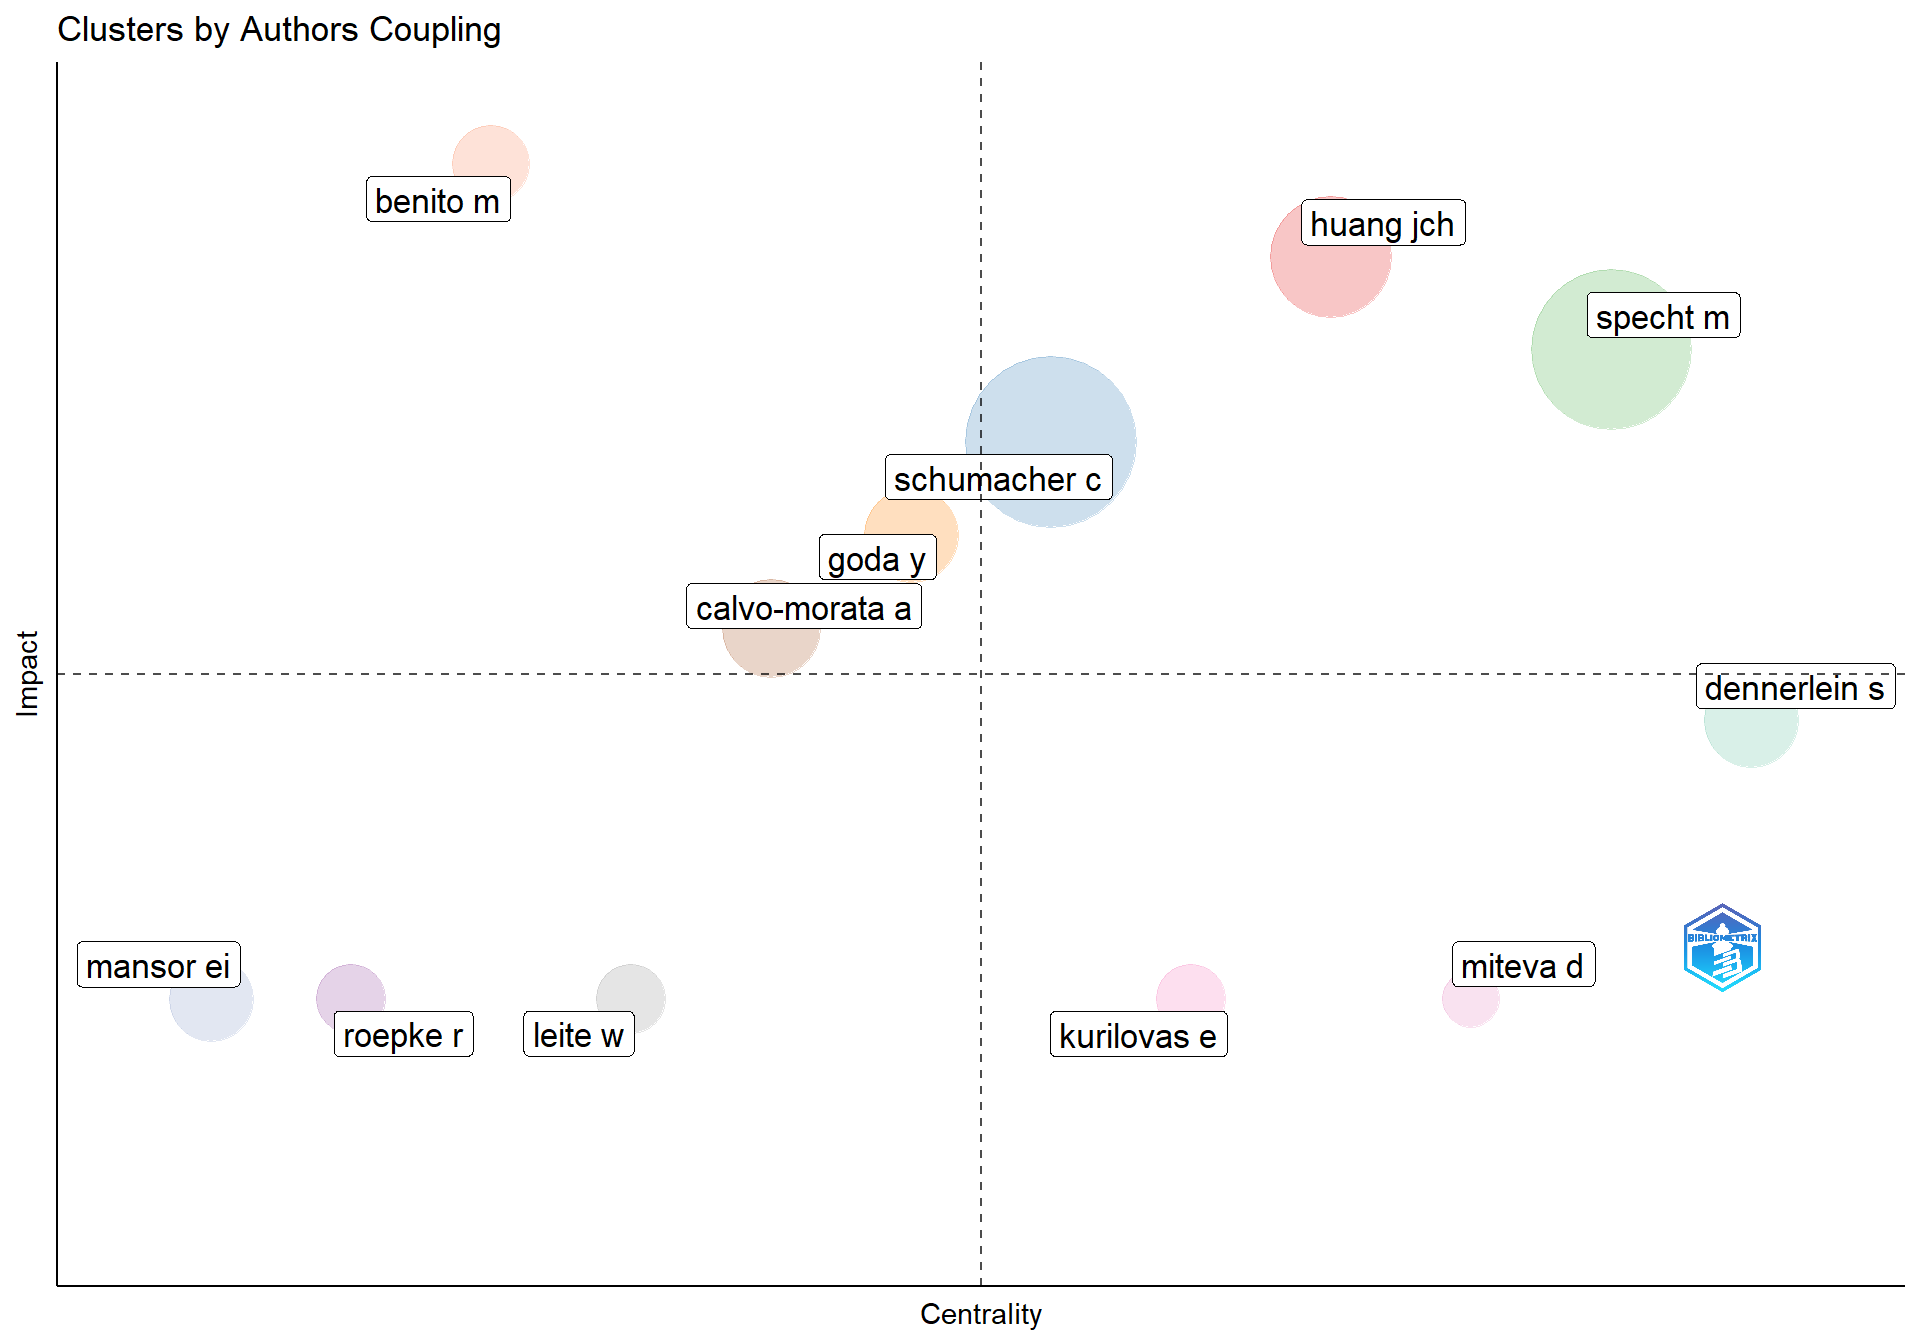 Clusters by Authors Coupling
benito m
huang jch
specht m
schumacher c
goda y
calvo-morata a
Impact
dennerlein s
BIBLIOMETRIX
mansor ei
miteva d
roepke r
leite w
kurilovas e
Centrality